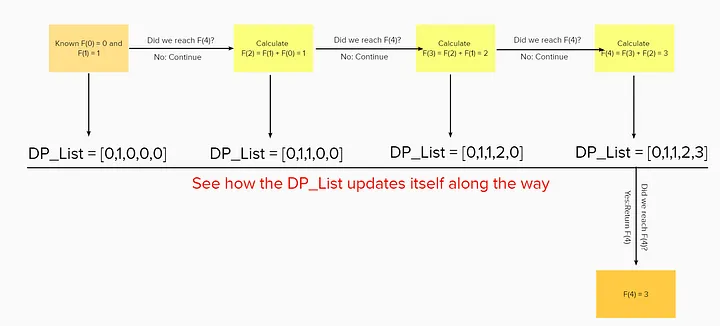 Known F(0) = 0 and
F(1) = 1
Did we reach F(4)?
No: Continue
Calculate
F(2) = F(1) + F(0) = 1
Did we reach F(4)?
No: Continue
Calculate
F(3) = F(2) + F(1) = 2
Did we reach F(4)?
No: Continue
Calculate
F(4) = F(3) + F(2) = 3
DP_List = [0,1,0,0,0]
DP_List = [0,1,1,0,0]
DP_List = [0,1,1,2,0]
DP_List = [0,1,1,2,3]
See how the DP_List updates itself along the way
Did we reach F(4)?
Yes:Return F(4)
F(4) = 3